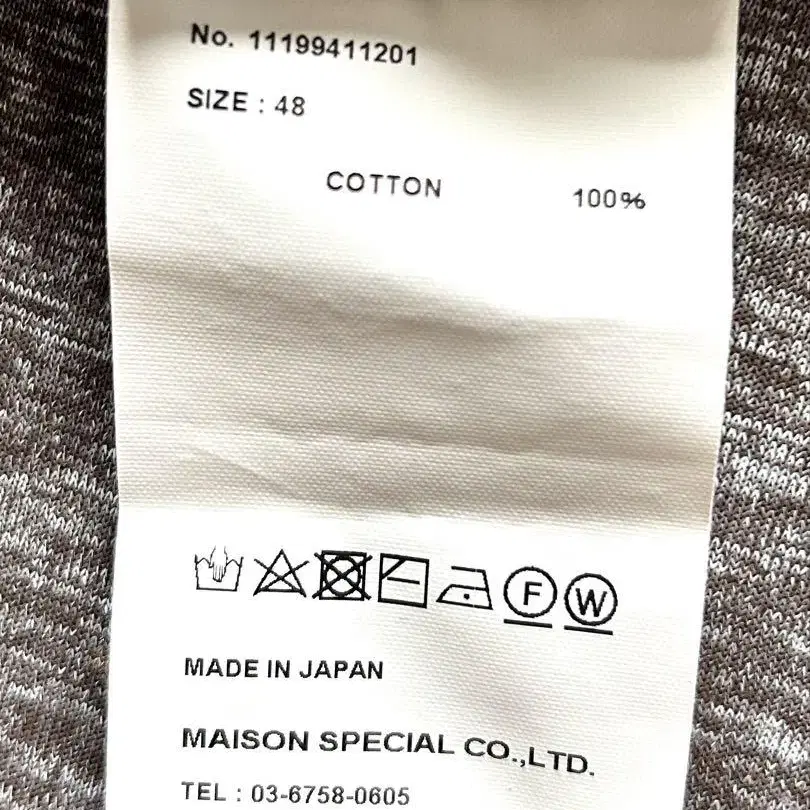 No. 11199411201
SIZE : 48
COTTON 100%
F W
MADE IN JAPAN
MAISON SPECIAL CO.,LTD.
TEL : 03-6758-0605